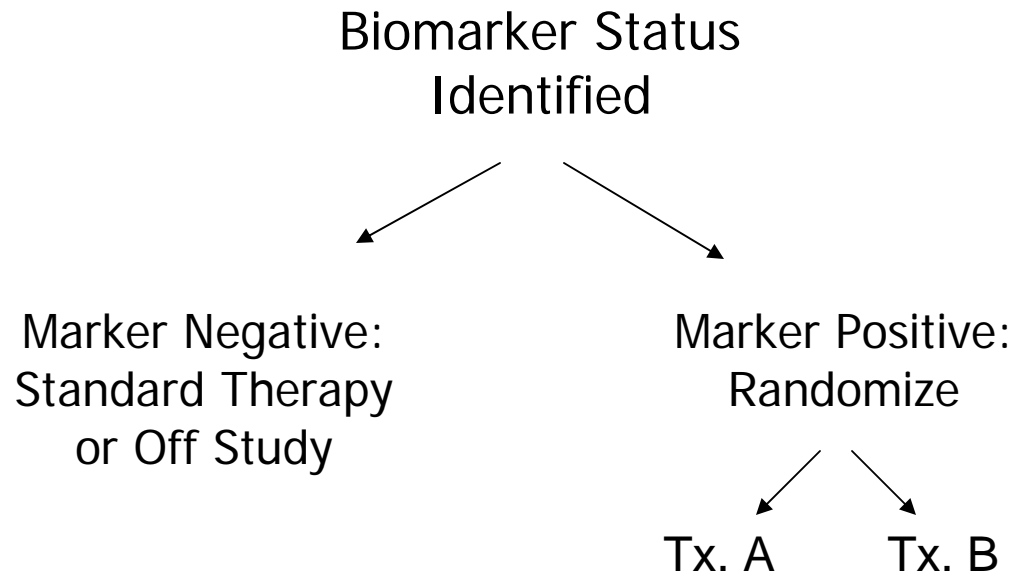 Biomarker Status
Identified
Marker Negative:
Standard Therapy
or Off Study
Marker Positive:
Randomize
Tx. A
Tx. B